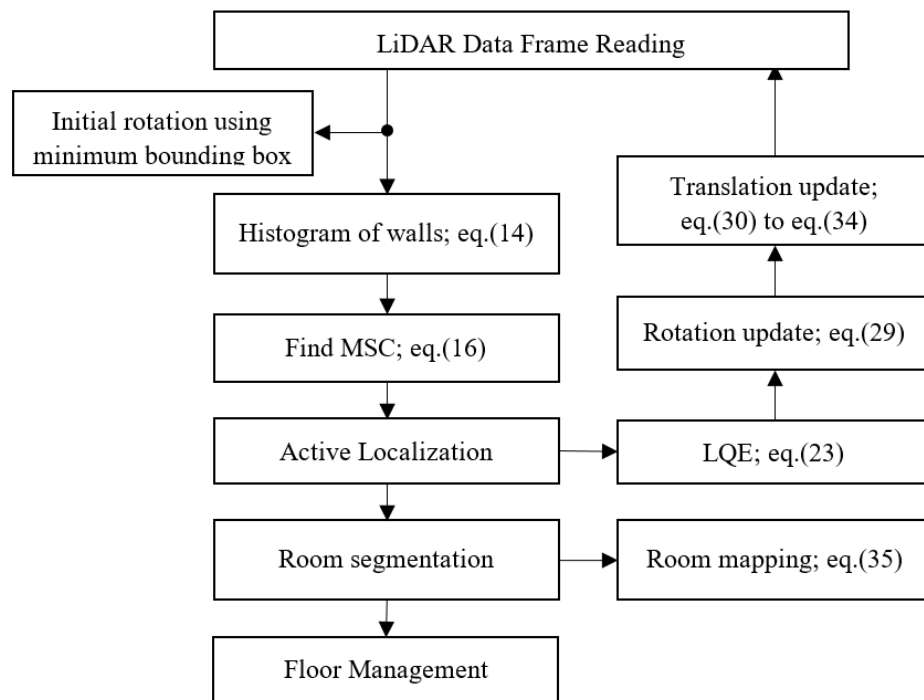 LiDAR Data Frame Reading
Initial rotation using
minimum bounding box
Histogram of walls; eq.(14)
Find MSC; eq.(16)
Active Localization
Room segmentation
Floor Management
Translation update;
eq.(30) to eq.(34)
Rotation update; eq.(29)
LQE; eq.(23)
Room mapping; eq.(35)